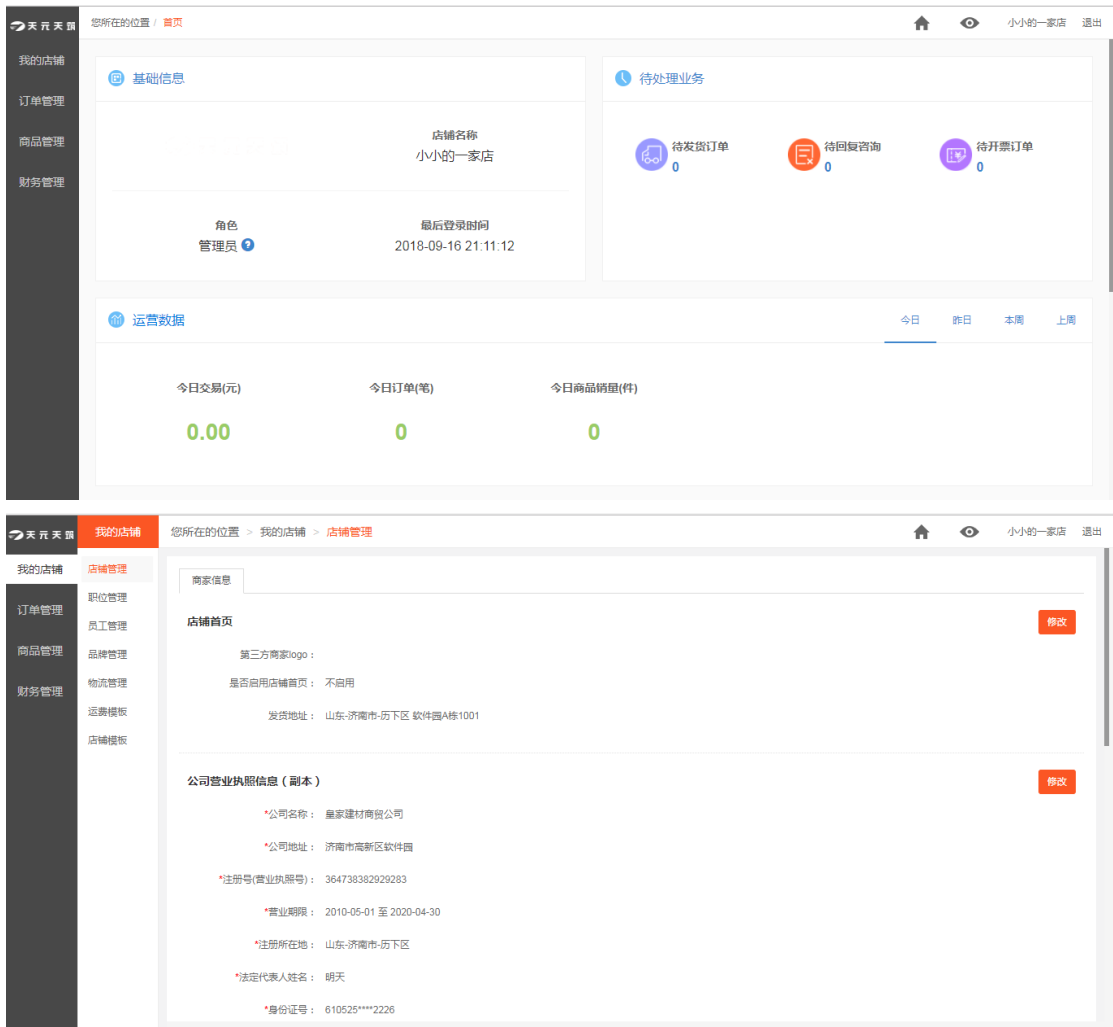 天元天筑 您所在的位置 / 首页 小小的一家店 退出
我的店铺
订单管理
商品管理
财务管理
基础信息
店铺名称
小小的一家店
角色
管理员
最后登录时间
2018-09-16 21:11:12
待处理业务
待发货订单
0
待回复咨询
0
待开票订单
0
运营数据 今日 昨日 本周 上周
今日交易(元) 今日订单(笔) 今日商品销量(件)
0.00 0 0
天元天筑 我的店铺 您所在的位置 > 我的店铺 > 店铺管理 小小的一家店 退出
我的店铺
订单管理
商品管理
财务管理
店铺管理
职位管理
员工管理
品牌管理
物流管理
运费模板
店铺模板
商家信息
店铺首页 修改
第三方商家logo：
是否启用店铺首页： 不启用
发货地址： 山东-济南市-历下区 软件园A栋1001
公司营业执照信息（副本） 修改
*公司名称： 皇家建材商贸公司
*公司地址： 济南市高新区软件园
*注册号(营业执照号)： 364738382929283
*营业期限： 2010-05-01 至 2020-04-30
*注册所在地： 山东-济南市-历下区
*法定代表人姓名： 明天
*身份证号： 610525****2226